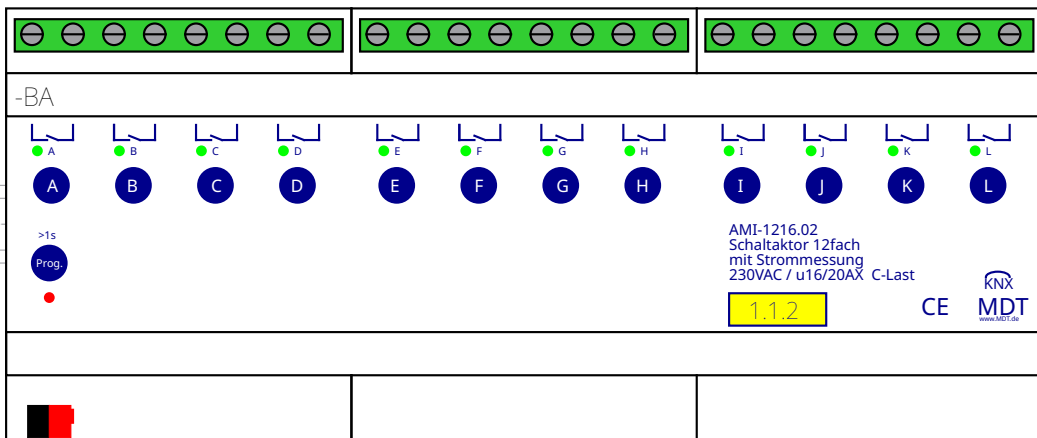 -BA
A B C D E F G H I J K L
A B C D E F G H I J K L
>1s
Prog.
AMI-1216.02
Schaltaktor 12fach
mit Strommessung
230VAC / u16/20AX C-Last
1.1.2
CE
KNX
MDT
www.MDT.de